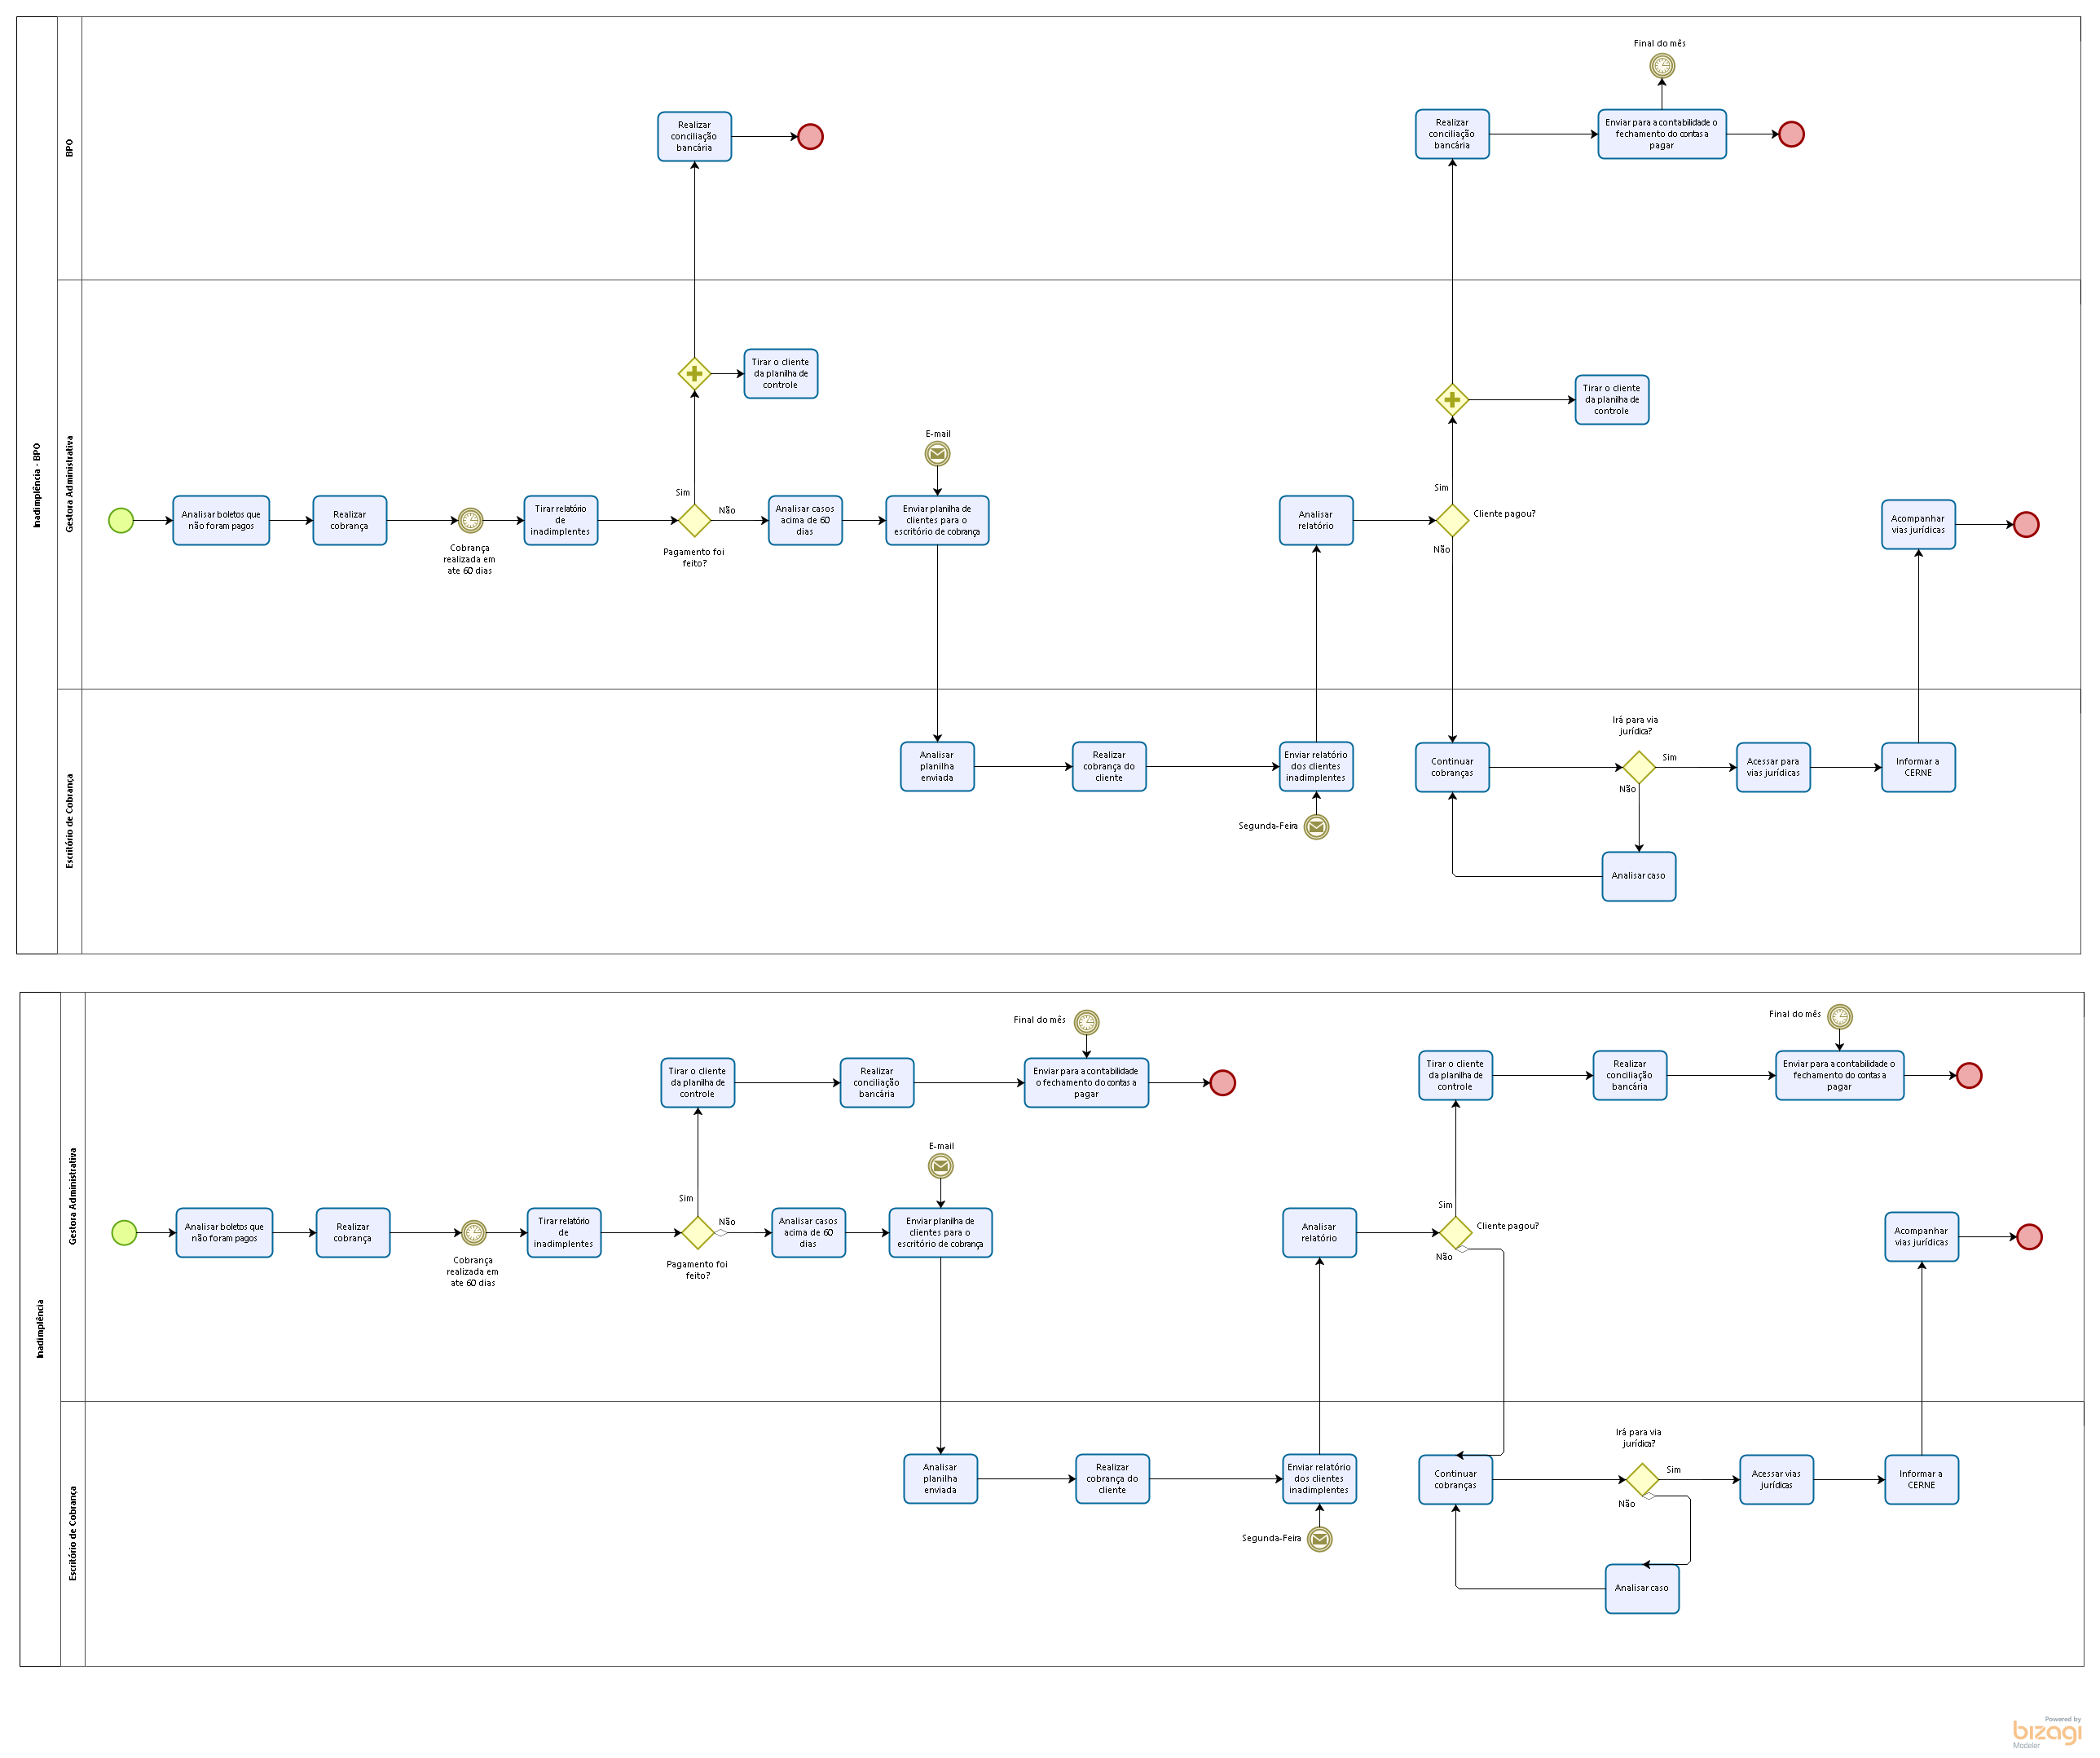 Inadimplência - BPO
BPO
Final do mês
Realizar
conciliação
bancária
Realizar
conciliação
bancária
Enviar para a contabilidade o
fechamento do contas a
pagar
Gestora Administrativa
Tirar o cliente
da planilha de
controle
Tirar o cliente
da planilha de
controle
E-mail
Sim
Sim
Analisar boletos que
não foram pagos
Realizar
cobrança
Cobrança
realizada em
ate 60 dias
Tirar relatório
de
inadimplentes
Pagamento foi
feito?
Não
Analisar casos
acima de 60
dias
Enviar planilha de
clientes para o
escritório de cobrança
Analisar
relatório
Cliente pagou?
Não
Acompanhar
vias jurídicas
Escritório de Cobrança
Analisar
planilha
enviada
Realizar
cobrança do
cliente
Enviar relatório
dos clientes
inadimplentes
Segunda-Feira
Continuar
cobranças
Irá para via
jurídica?
Sim
Não
Acessar para
vias jurídicas
Informar a
CERNE
Analisar caso
Inadimplência
Gestora Administrativa
Final do mês
Final do mês
Tirar o cliente
da planilha de
controle
Realizar
conciliação
bancária
Enviar para a contabilidade
o fechamento do contas a
pagar
Tirar o cliente
da planilha de
controle
Realizar
conciliação
bancária
Enviar para a contabilidade o
fechamento do contas a
pagar
E-mail
Sim
Sim
Analisar boletos que
não foram pagos
Realizar
cobrança
Cobrança
realizada em
ate 60 dias
Tirar relatório
de
inadimplentes
Pagamento foi
feito?
Não
Analisar casos
acima de 60
dias
Enviar planilha de
clientes para o
escritório de cobrança
Analisar
relatório
Cliente pagou?
Não
Acompanhar
vias jurídicas
Escritório de Cobrança
Analisar
planilha
enviada
Realizar
cobrança do
cliente
Enviar relatório
dos clientes
inadimplentes
Segunda-Feira
Continuar
cobranças
Irá para via
jurídica?
Sim
Não
Acessar vias
jurídicas
Informar a
CERNE
Analisar caso
Powered by
bizagi
Modeler